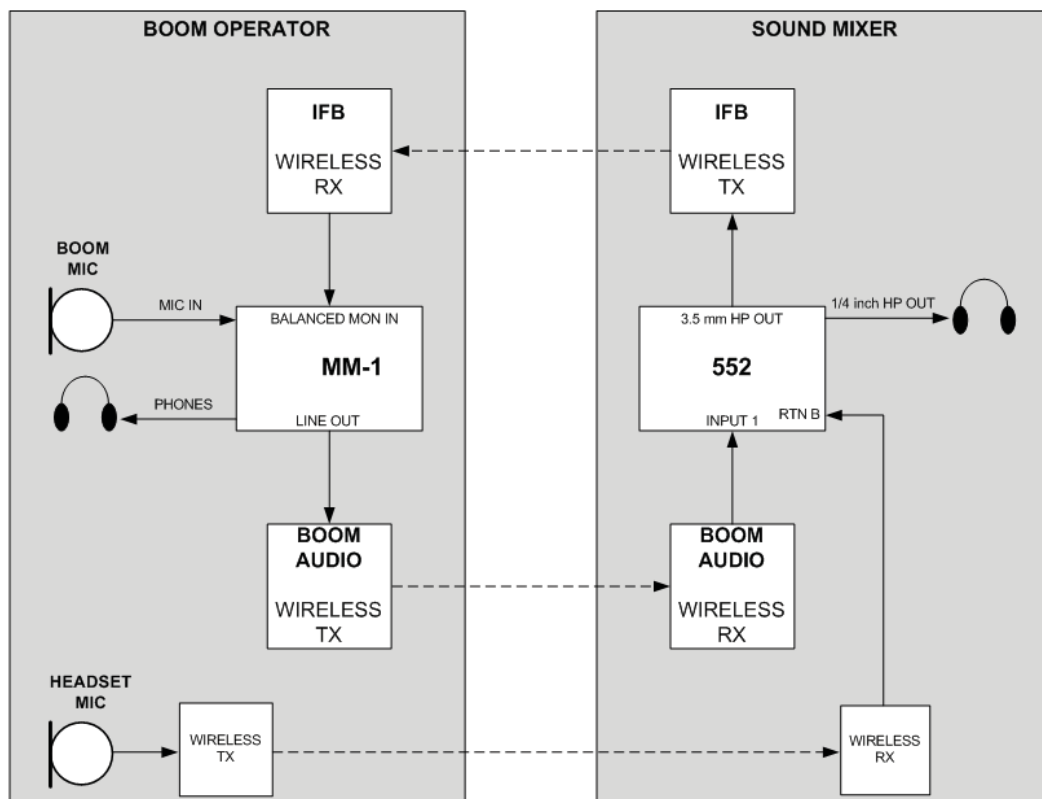 BOOM OPERATOR
IFB
WIRELESS
RX
BOOM
MIC
MIC IN
BALANCED MON IN
MM-1
PHONES
LINE OUT
BOOM
AUDIO
WIRELESS
TX
HEADSET
MIC
WIRELESS
TX
SOUND MIXER
IFB
WIRELESS
TX
1/4 inch HP OUT
3.5 mm HP OUT
552
RTN B
INPUT 1
BOOM
AUDIO
WIRELESS
RX
WIRELESS
RX